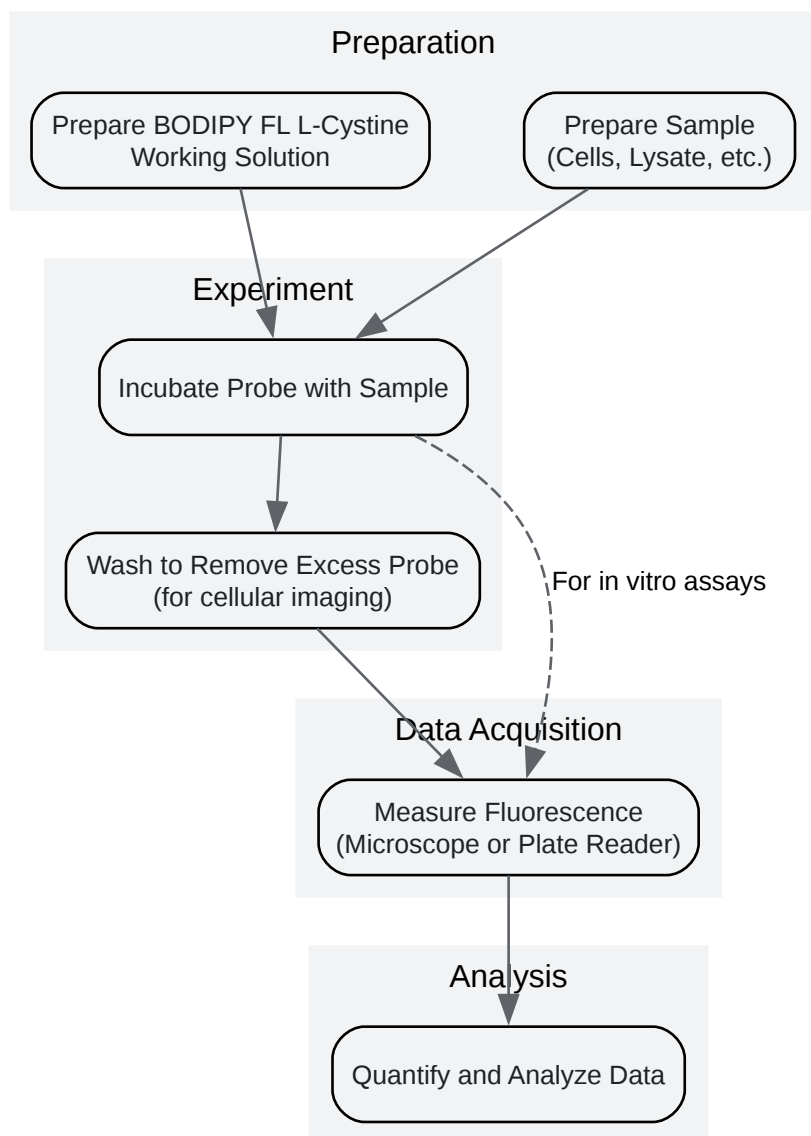 Preparation
Prepare BODIPY FL L-Cystine
Working Solution
Prepare Sample
(Cells, Lysate, etc.)
Experiment
Incubate Probe with Sample
Wash to Remove Excess Probe
(for cellular imaging)
For in vitro assays
Data Acquisition
Measure Fluorescence
(Microscope or Plate Reader)
Analysis
Quantify and Analyze Data